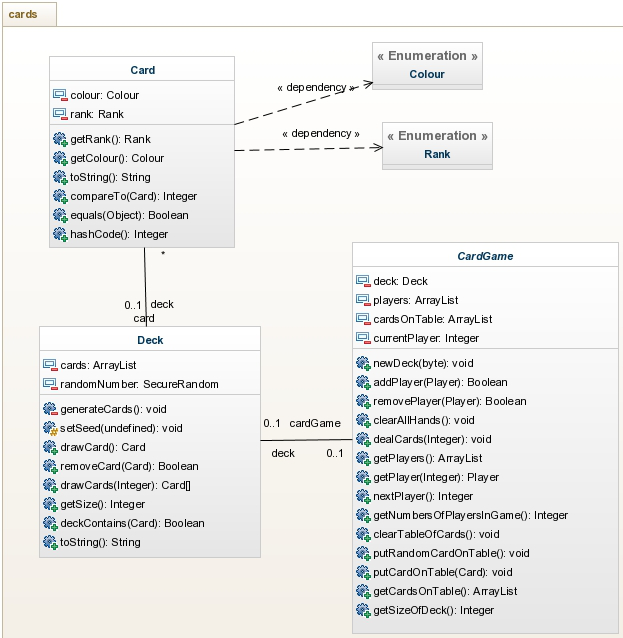 cards
Card
colour: Colour
rank: Rank
getRank(): Rank
getColour(): Colour
toString(): String
compareTo(Card): Integer
equals(Object): Boolean
hashCode(): Integer
« dependency »
« Enumeration »
Colour
« dependency »
« Enumeration »
Rank
*
0..1 deck
card
Deck
cards: ArrayList
randomNumber: SecureRandom
generateCards(): void
setSeed(undefined): void
drawCard(): Card
removeCard(Card): Boolean
drawCards(Integer): Card[]
getSize(): Integer
deckContains(Card): Boolean
toString(): String
0..1 cardGame
deck 0..1
CardGame
deck: Deck
players: ArrayList
cardsOnTable: ArrayList
currentPlayer: Integer
newDeck(byte): void
addPlayer(Player): Boolean
removePlayer(Player): Boolean
clearAllHands(): void
dealCards(Integer): void
getPlayers(): ArrayList
getPlayer(Integer): Player
nextPlayer(): Integer
getNumbersOfPlayersInGame(): Integer
clearTableOfCards(): void
putRandomCardOnTable(): void
putCardOnTable(Card): void
getCardsOnTable(): ArrayList
getSizeOfDeck(): Integer